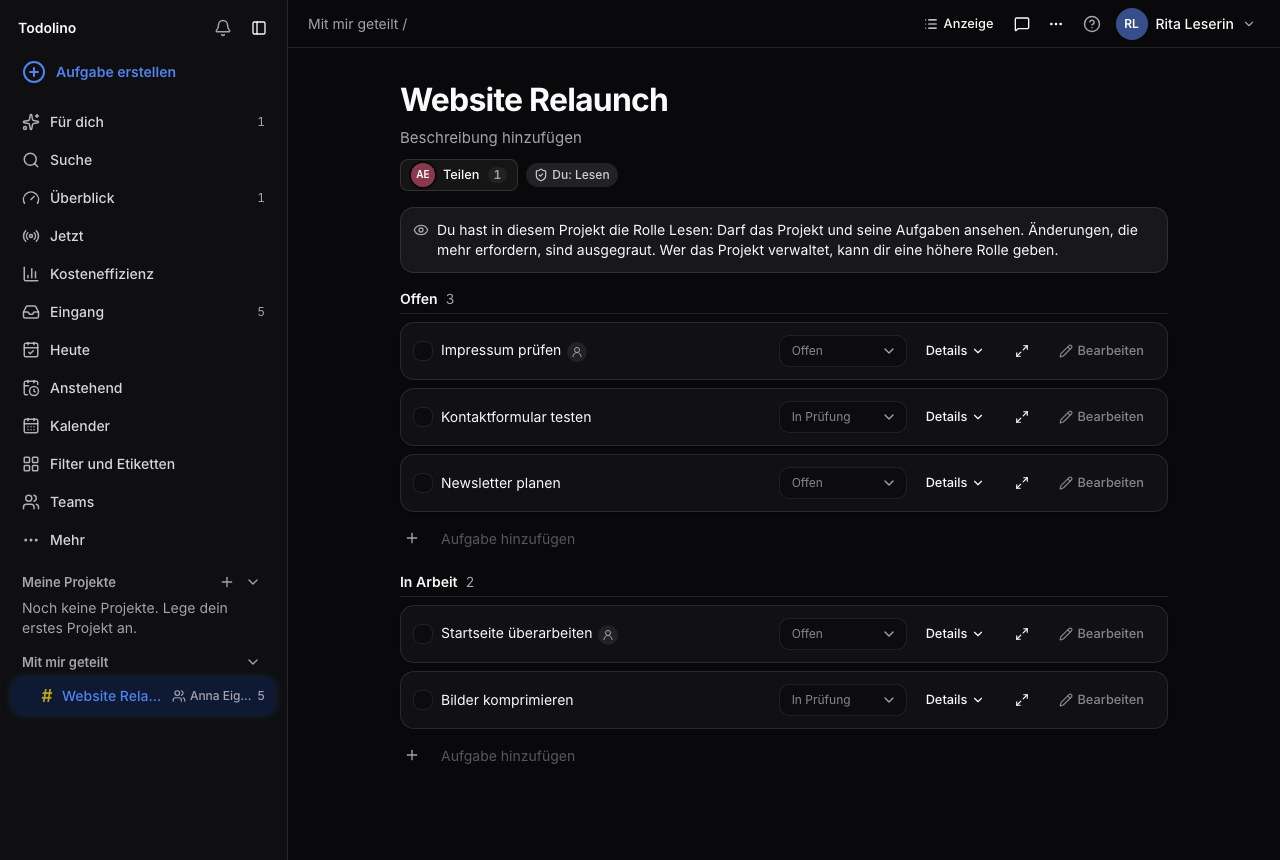 Todolino
Aufgabe erstellen
Für dich 1
Suche
Überblick 1
Jetzt
Kosteneffizienz
Eingang 5
Heute
Anstehend
Kalender
Filter und Etiketten
Teams
Mehr
Meine Projekte
Noch keine Projekte. Lege dein
erstes Projekt an.
Mit mir geteilt
# Website Rela... Anna Eig... 5
Mit mir geteilt /
Anzeige
RL Rita Leserin
Website Relaunch
Beschreibung hinzufügen
AE Teilen 1 Du: Lesen
Du hast in diesem Projekt die Rolle Lesen: Darf das Projekt und seine Aufgaben ansehen. Änderungen, die
mehr erfordern, sind ausgegraut. Wer das Projekt verwaltet, kann dir eine höhere Rolle geben.
Offen 3
Impressum prüfen Offen Details Bearbeiten
Kontaktformular testen In Prüfung Details Bearbeiten
Newsletter planen Offen Details Bearbeiten
Aufgabe hinzufügen
In Arbeit 2
Startseite überarbeiten Offen Details Bearbeiten
Bilder komprimieren In Prüfung Details Bearbeiten
Aufgabe hinzufügen